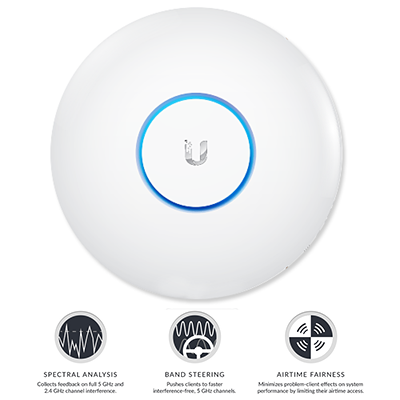 U
SPECTRAL ANALYSIS
Collects feedback on full 5 GHz and
2.4 GHz channel interference.
BAND STEERING
Pushes clients to faster
interference-free, 5 GHz channels.
AIRTIME FAIRNESS
Minimizes problem-client effects on system
performance by limiting their airtime access.